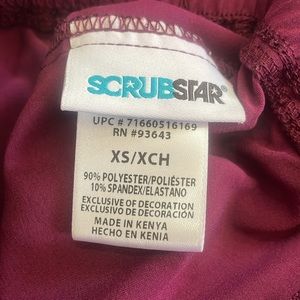 SCRUBSTAR®
UPC # 71660516169
RN #93643
XS/XCH
90% POLYESTER/POLIÉSTER
10% SPANDEX/ELASTANO
EXCLUSIVE OF DECORATION
EXCLUSIVO DE DECORACIÓN
MADE IN KENYA
HECHO EN KENIA